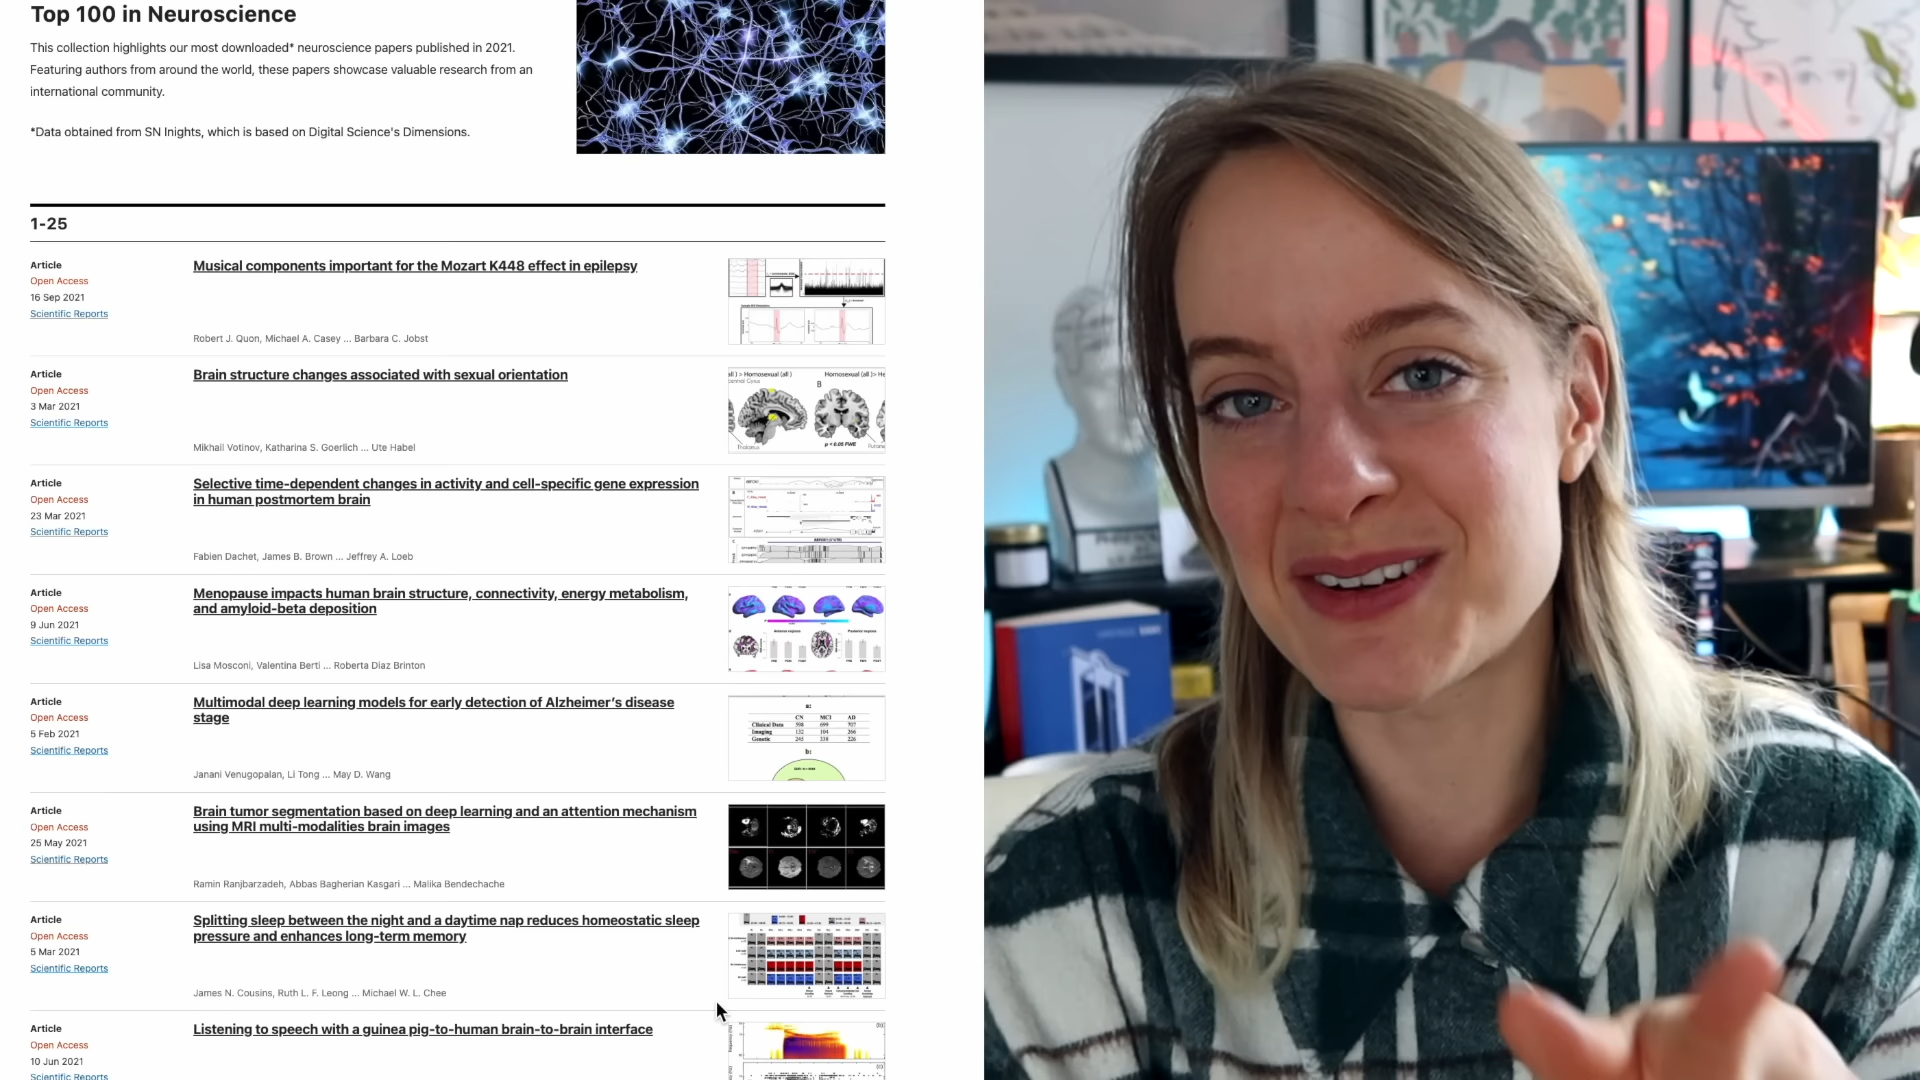 Top 100 in Neuroscience
This collection highlights our most downloaded* neuroscience papers published in 2021.
Featuring authors from around the world, these papers showcase valuable research from an
international community.
*Data obtained from SN Inights, which is based on Digital Science's Dimensions.
1-25
Article
Open Access
16 Sep 2021
Scientific Reports
Musical components important for the Mozart K448 effect in epilepsy
Robert J. Quon, Michael A. Casey ... Barbara C. Jobst
Article
Open Access
3 Mar 2021
Scientific Reports
Brain structure changes associated with sexual orientation
Mikhail Votinov, Katharina S. Goerlich ... Ute Habel
Article
Open Access
23 Mar 2021
Scientific Reports
Selective time-dependent changes in activity and cell-specific gene expression
in human postmortem brain
Fabien Dachet, James B. Brown ... Jeffrey A. Loeb
Article
Open Access
9 Jun 2021
Scientific Reports
Menopause impacts human brain structure, connectivity, energy metabolism,
and amyloid-beta deposition
Lisa Mosconi, Valentina Berti ... Roberta Diaz Brinton
Article
Open Access
5 Feb 2021
Scientific Reports
Multimodal deep learning models for early detection of Alzheimer's disease
stage
Janani Venugopalan, Li Tong ... May D. Wang
CN MCI AD
Clinical Data
Imaging
Genetic
Article
Open Access
25 May 2021
Scientific Reports
Brain tumor segmentation based on deep learning and an attention mechanism
using MRI multi-modalities brain images
Ramin Ranjbarzadeh, Abbas Bagherian Kasgari ... Malika Bendechache
Article
Open Access
5 Mar 2021
Scientific Reports
Splitting sleep between the night and a daytime nap reduces homeostatic sleep
pressure and enhances long-term memory
James N. Cousins, Ruth L. F. Leong ... Michael W. L. Chee
Article
Open Access
10 Jun 2021
Scientific Reports
Listening to speech with a guinea pig-to-human brain-to-brain interface